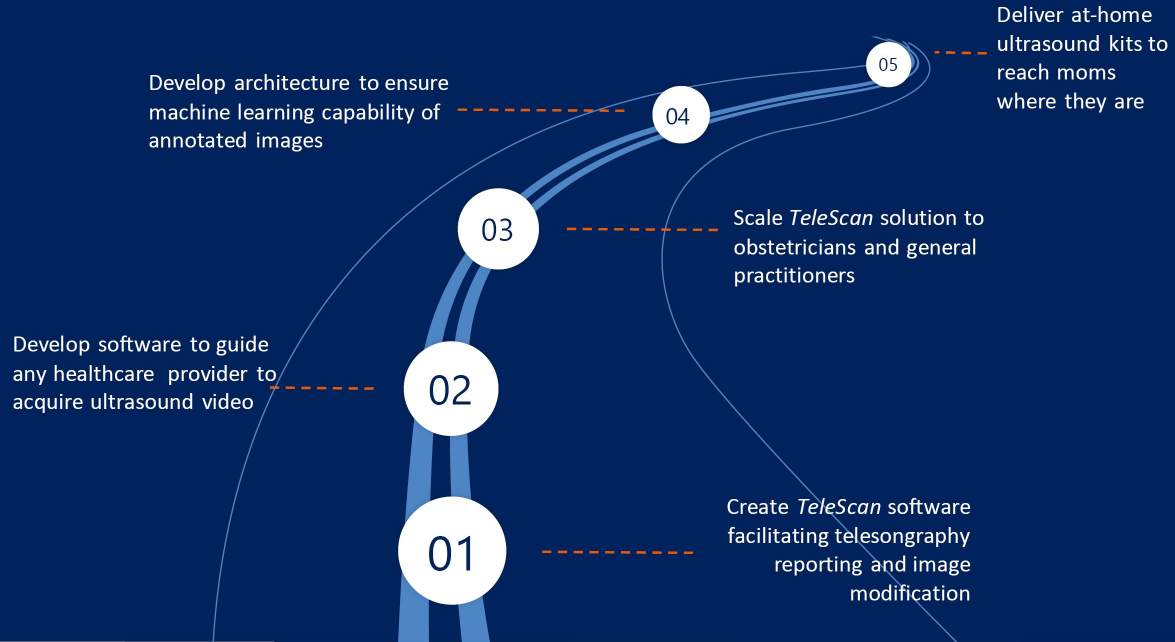 Deliver at-home
ultrasound kits to
reach moms
where they are
05
Develop architecture to ensure
machine learning capability of
annotated images
04
03
Scale TeleScan solution to
obstetricians and general
practitioners
Develop software to guide
any healthcare provider to
acquire ultrasound video
02
Create TeleScan software
facilitating telesongraphy
reporting and image
modification
01